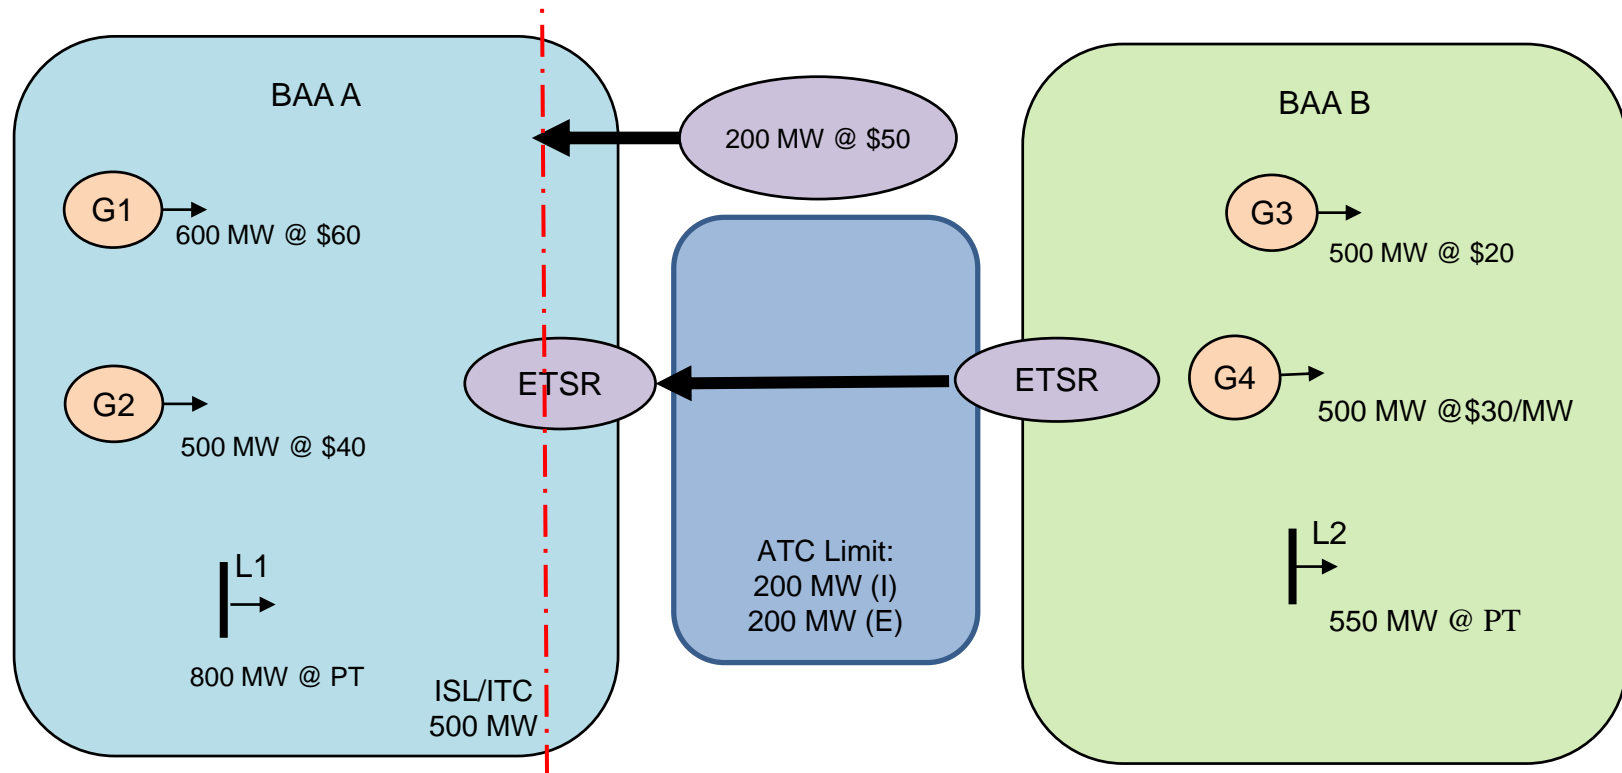 BAA A
200 MW @ $50
BAA B
G1
600 MW @ $60
G3
500 MW @ $20
ETSR
ETSR
G2
500 MW @ $40
G4
500 MW @$30/MW
L1
800 MW @ PT
ISL/ITC
500 MW
ATC Limit:
200 MW (I)
200 MW (E)
L2
550 MW @ PT